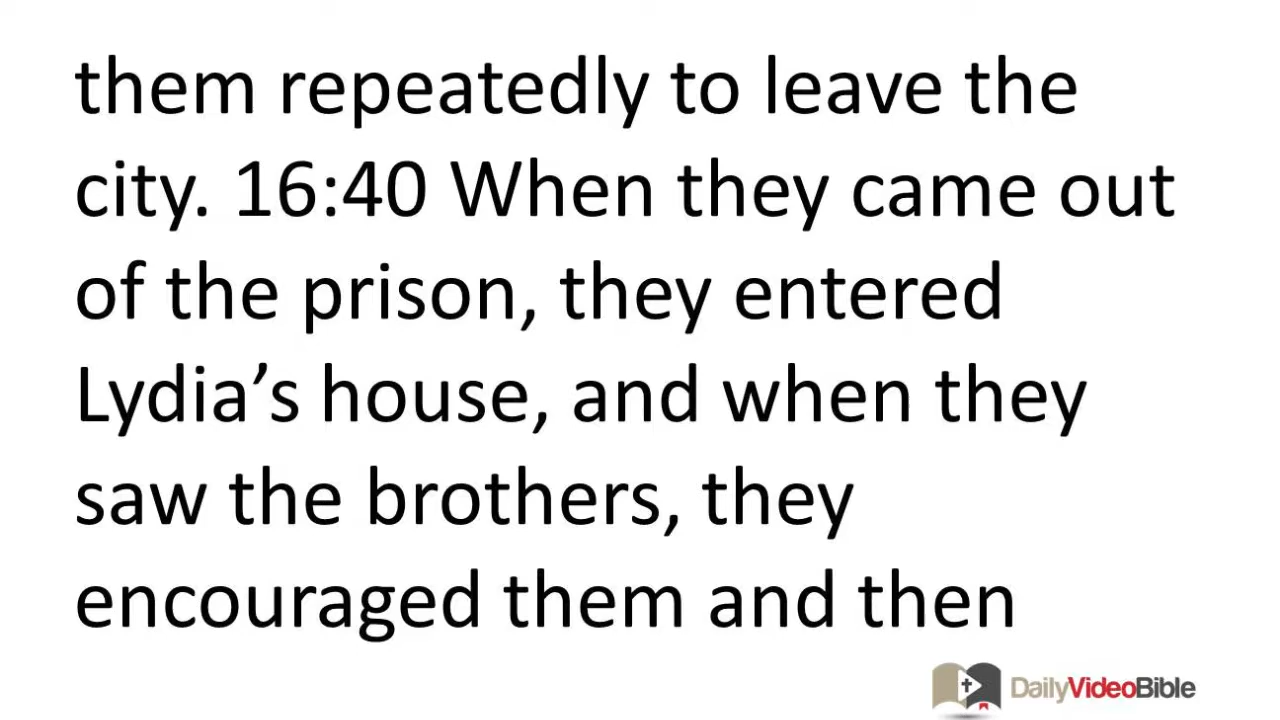 them repeatedly to leave the
city. 16:40 When they came out
of the prison, they entered
Lydia’s house, and when they
saw the brothers, they
encouraged them and then
DailyVideoBible